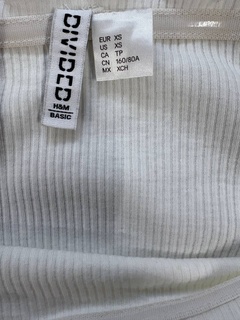 DIVIDED
H&M
BASIC
EUR XS
US XS
CA TP
CN 160/80A
MX XCH